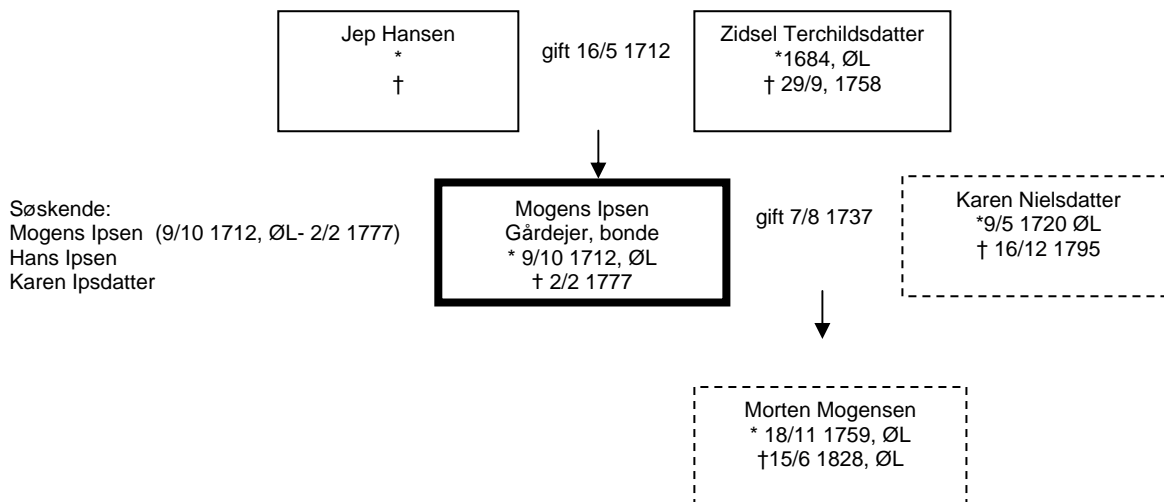 Jep Hansen
*
†
gift 16/5 1712
Zidsel Terchildsdatter
*1684, ØL
† 29/9, 1758
Søskende:
Mogens Ipsen (9/10 1712, ØL- 2/2 1777)
Hans Ipsen
Karen Ipsdatter
Mogens Ipsen
Gårdejer, bonde
* 9/10 1712, ØL
† 2/2 1777
gift 7/8 1737
Karen Nielsdatter
*9/5 1720 ØL
† 16/12 1795
Morten Mogensen
* 18/11 1759, ØL
†15/6 1828, ØL